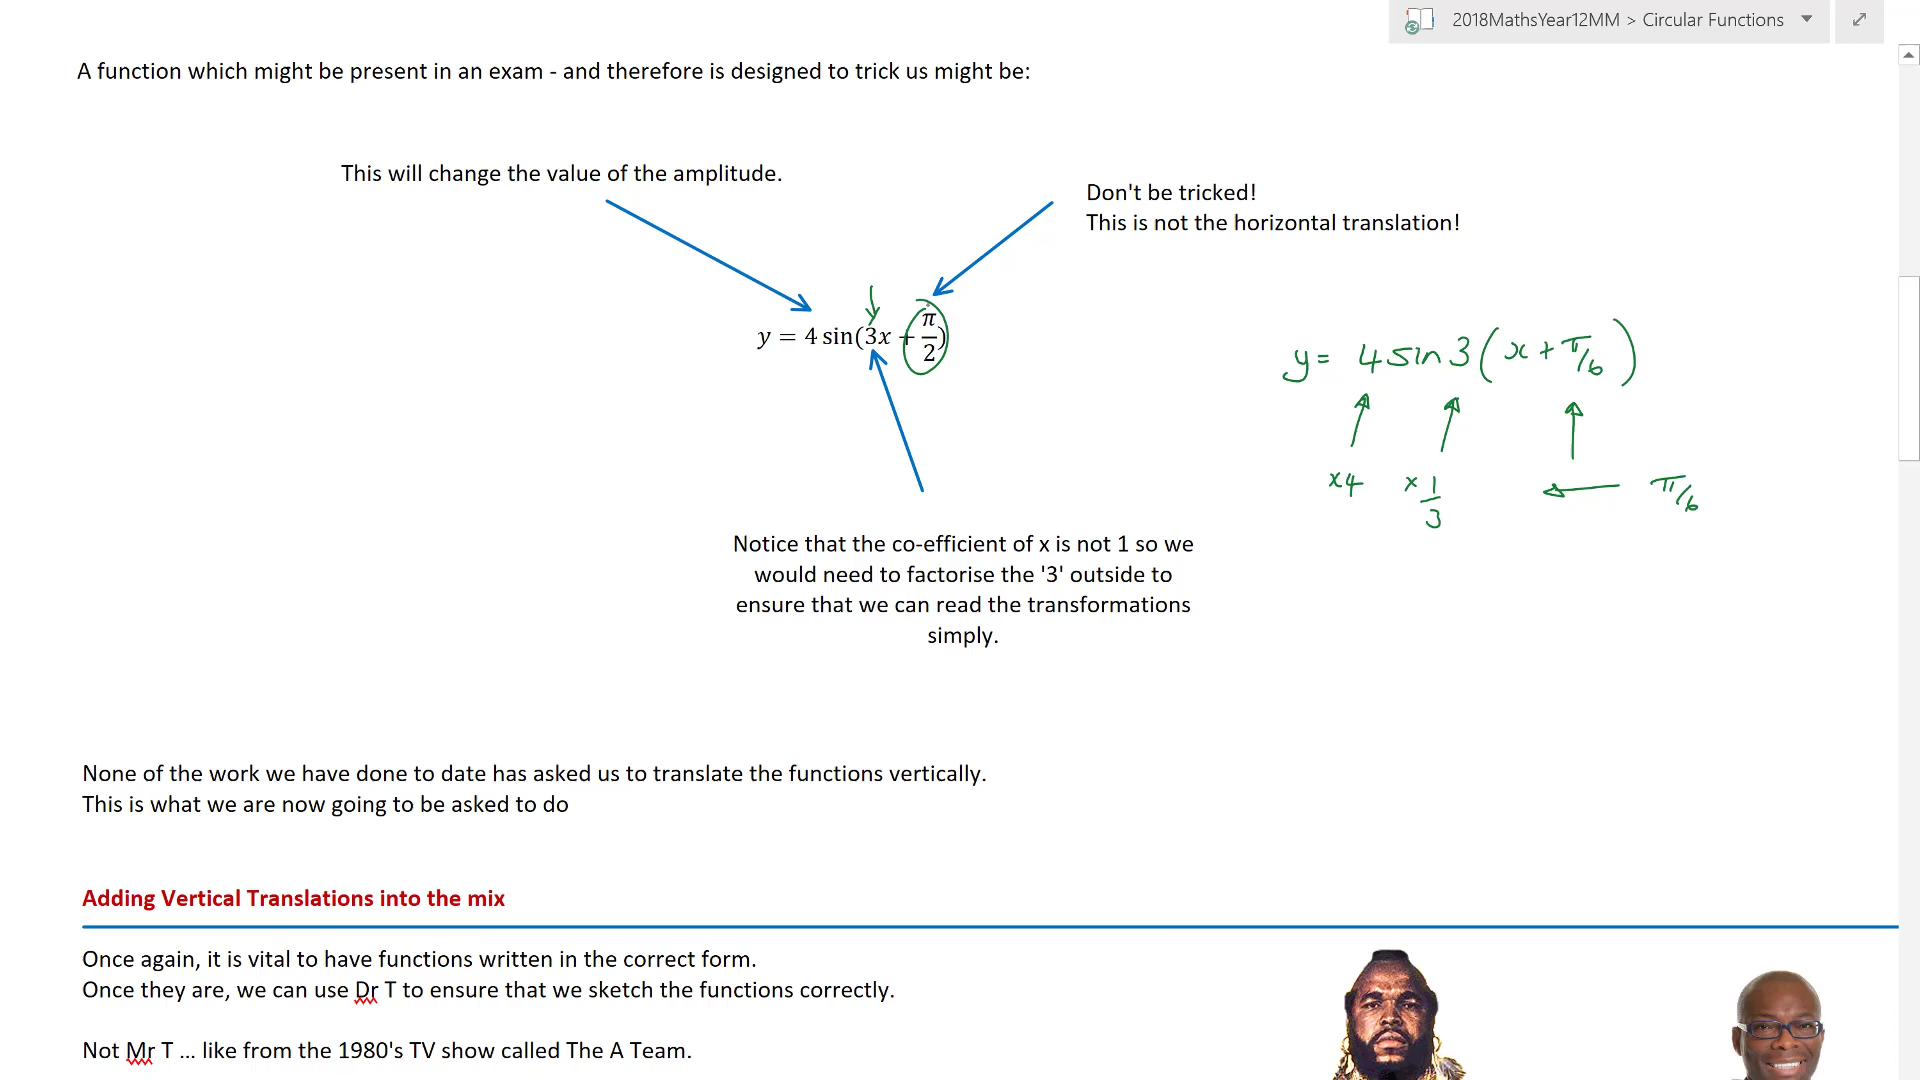 2018MathsYear12MM > Circular Functions
A function which might be present in an exam - and therefore is designed to trick us might be:
This will change the value of the amplitude.
Don't be tricked!
This is not the horizontal translation!
y = 4 sin(3x + π/2)
y = 4 sin 3 (x + π/6)
x4 x 1/3 ← π/6
Notice that the co-efficient of x is not 1 so we
would need to factorise the '3' outside to
ensure that we can read the transformations
simply.
None of the work we have done to date has asked us to translate the functions vertically.
This is what we are now going to be asked to do
Adding Vertical Translations into the mix
Once again, it is vital to have functions written in the correct form.
Once they are, we can use Dr T to ensure that we sketch the functions correctly.
Not Mr T ... like from the 1980's TV show called The A Team.